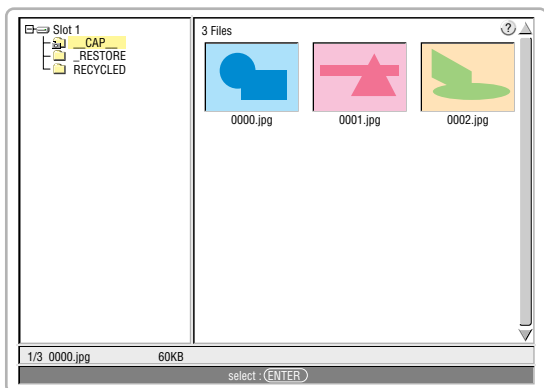 Slot 1
__CAP__
_RESTORE
RECYCLED
3 Files
?
0000.jpg
0001.jpg
0002.jpg
1/3 0000.jpg 60KB
select : ENTER